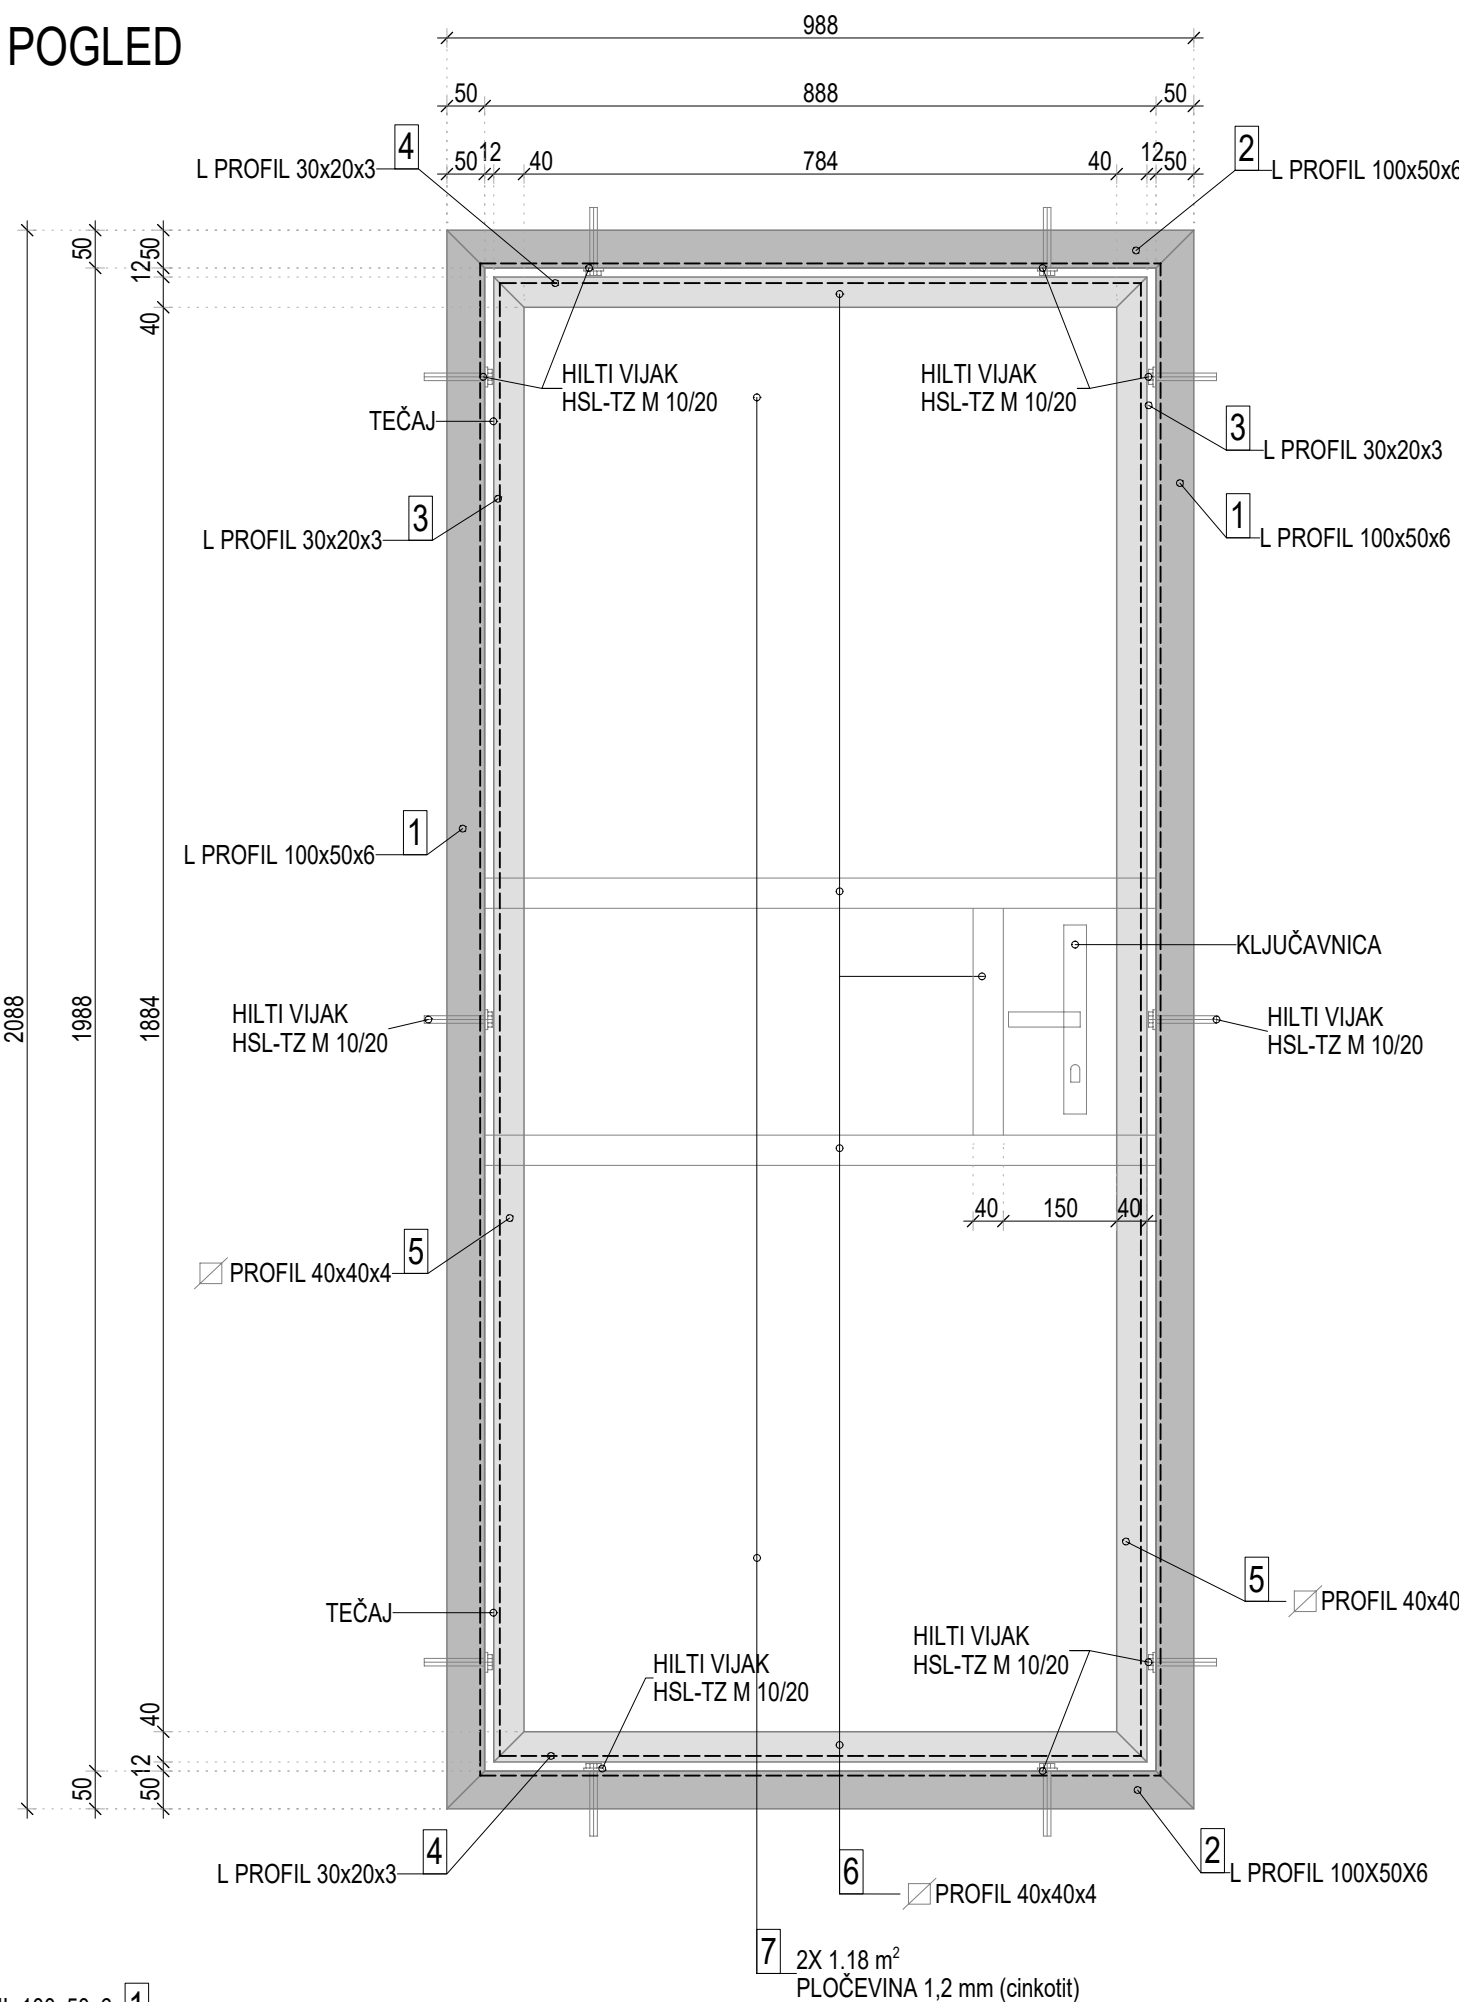 POGLED
988
50
888
50
50
12
40
784
40
12
50
4
L PROFIL 30x20x3
2
L PROFIL 100x50x6
50
50
12
40
HILTI VIJAK
HSL-TZ M 10/20
HILTI VIJAK
HSL-TZ M 10/20
TEČAJ
3
L PROFIL 30x20x3
3
L PROFIL 30x20x3
1
L PROFIL 100x50x6
1
L PROFIL 100x50x6
KLJUČAVNICA
2088
1988
1884
HILTI VIJAK
HSL-TZ M 10/20
HILTI VIJAK
HSL-TZ M 10/20
40
150
40
5
PROFIL 40x40x4
5
PROFIL 40x40
TEČAJ
HILTI VIJAK
HSL-TZ M 10/20
HILTI VIJAK
HSL-TZ M 10/20
40
12
50
50
4
L PROFIL 30x20x3
2
L PROFIL 100X50X6
6
PROFIL 40x40x4
7
2X 1.18 m²
PLOČEVINA 1,2 mm (cinkotit)
1